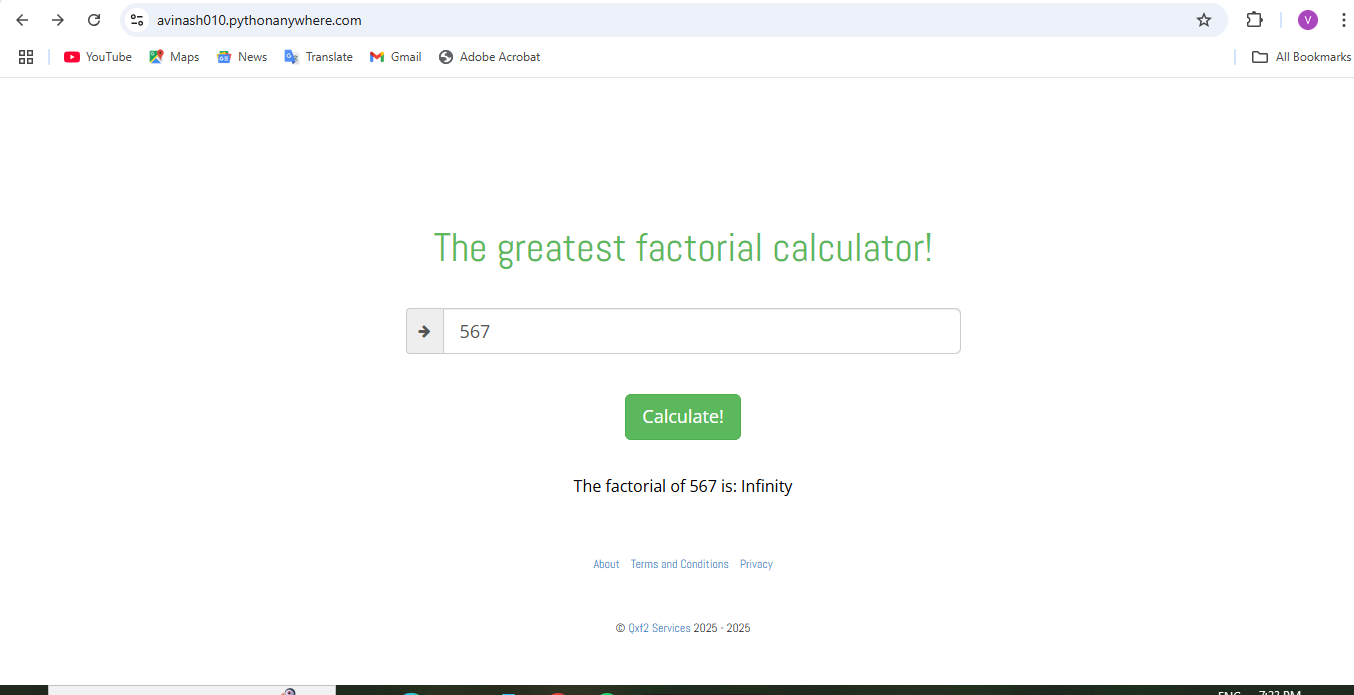 avinash010.pythonanywhere.com
V
YouTube Maps News Translate Gmail Adobe Acrobat All Bookmarks
The greatest factorial calculator!
567
Calculate!
The factorial of 567 is: Infinity
About Terms and Conditions Privacy
© Qxf2 Services 2025 - 2025